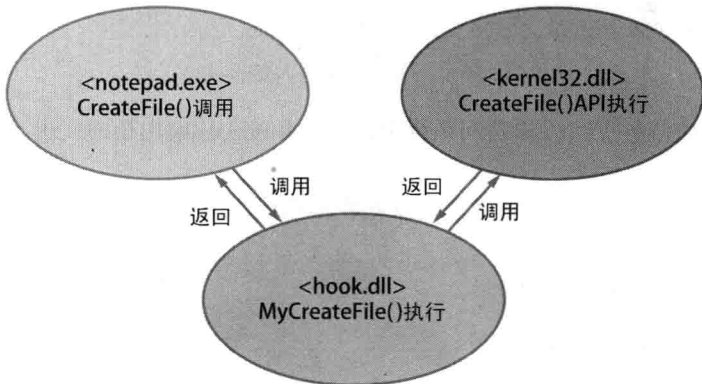 <notepad.exe>
CreateFile()调用
<kernel32.dll>
CreateFile()API执行
调用
返回
返回
调用
<hook.dll>
MyCreateFile()执行